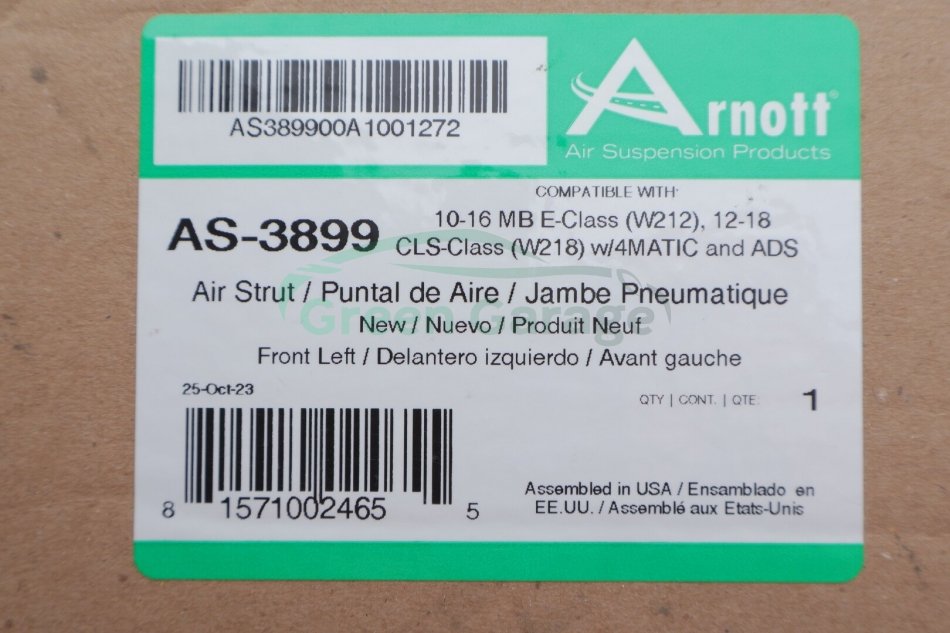 AS389900A1001272
Arnott®
Air Suspension Products
COMPATIBLE WITH:
AS-3899
10-16 MB E-Class (W212), 12-18
CLS-Class (W218) w/4MATIC and ADS
Air Strut / Puntal de Aire / Jambe Pneumatique
Green Garage
New / Nuevo / Produit Neuf
Front Left / Delantero izquierdo / Avant gauche
25-Oct-23
QTY | CONT. | QTE: 1
8 1571002465 5
Assembled in USA / Ensamblado en
EE.UU. / Assemblé aux Etats-Unis